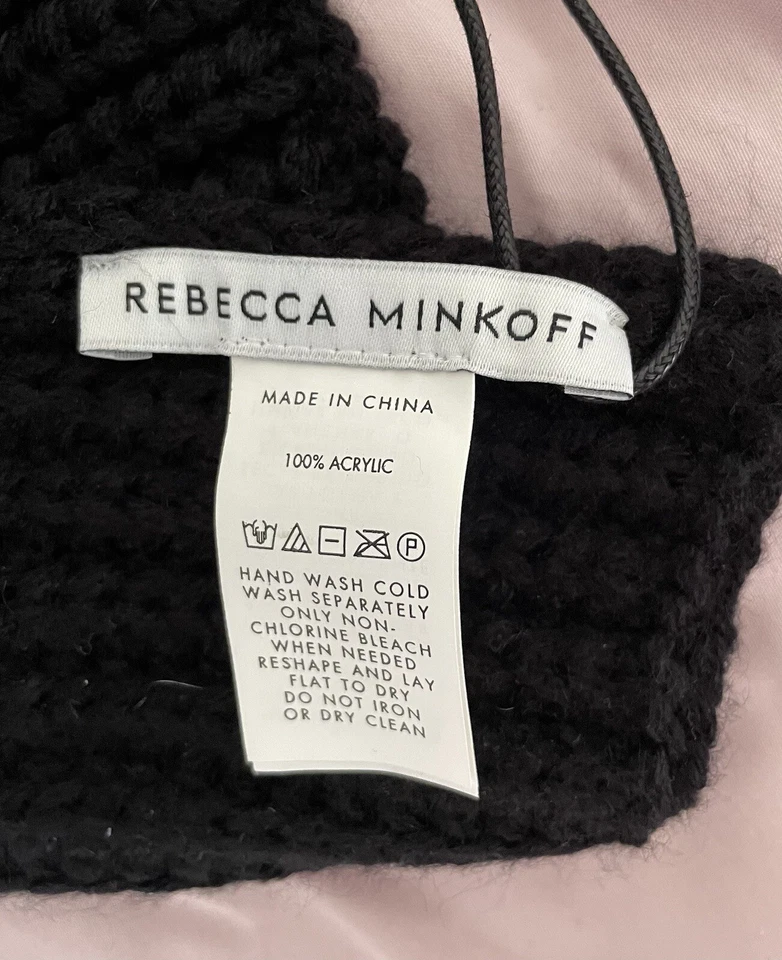 REBECCA MINKOFF
MADE IN CHINA
100% ACRYLIC
P
HAND WASH COLD
WASH SEPARATELY
ONLY NON-
CHLORINE BLEACH
WHEN NEEDED
RESHAPE AND LAY
FLAT TO DRY
DO NOT IRON
OR DRY CLEAN